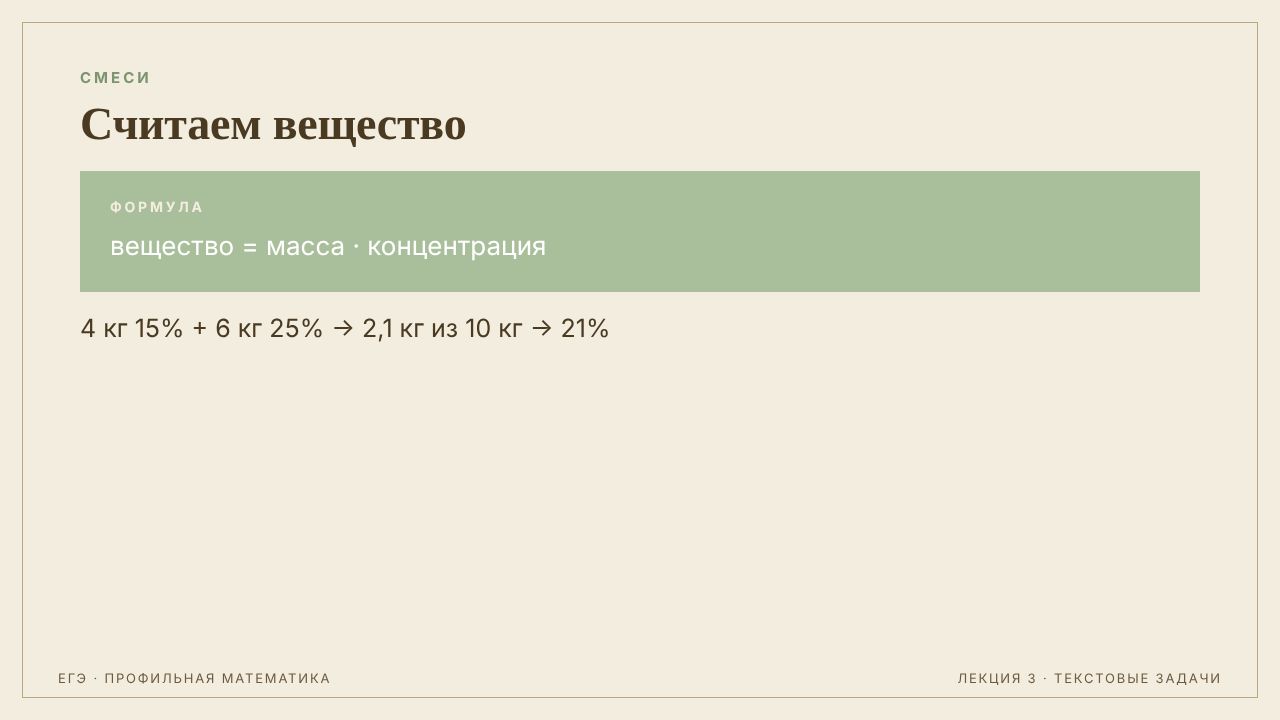 СМЕСИ
Считаем вещество
ФОРМУЛА
вещество = масса · концентрация
4 кг 15% + 6 кг 25% → 2,1 кг из 10 кг → 21%
ЕГЭ · ПРОФИЛЬНАЯ МАТЕМАТИКА
ЛЕКЦИЯ 3 · ТЕКСТОВЫЕ ЗАДАЧИ